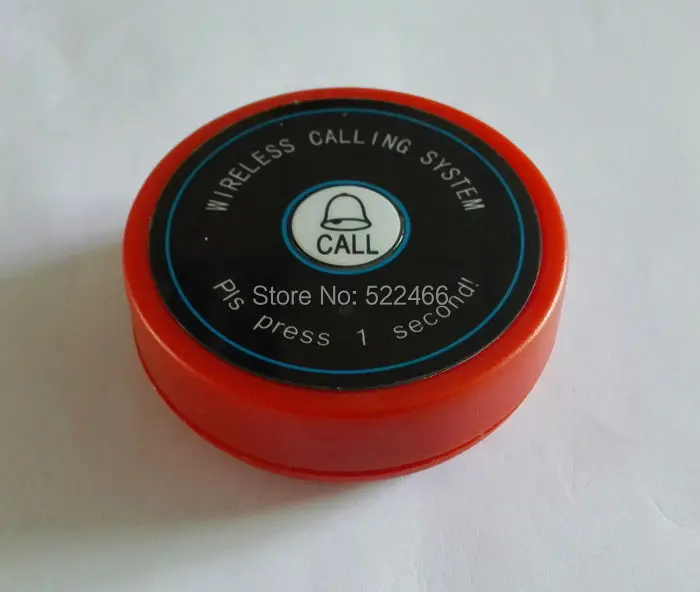 WIRELESS CALLING SYSTEM
CALL
Store No: 522466
Pls press 1 second!